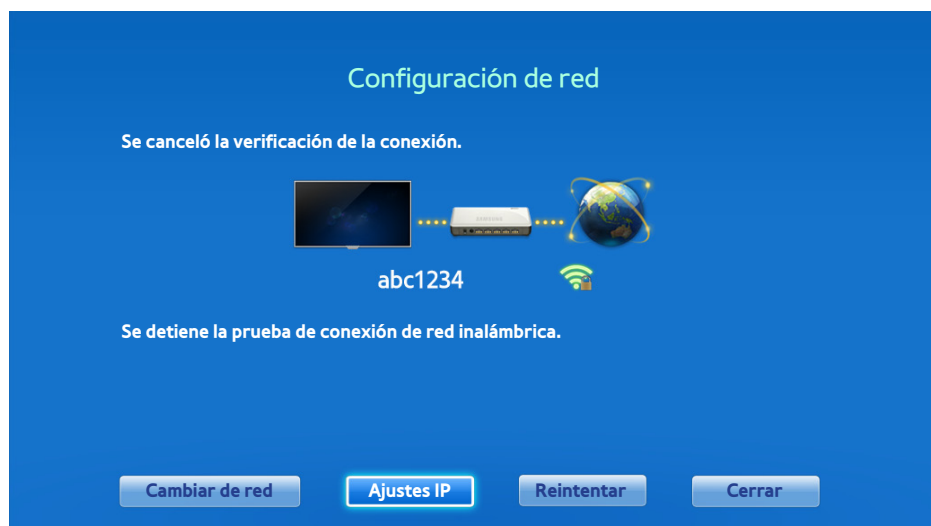 Configuración de red
Se canceló la verificación de la conexión.
SAMSUNG
abc1234
Se detiene la prueba de conexión de red inalámbrica.
Cambiar de red
Ajustes IP
Reintentar
Cerrar